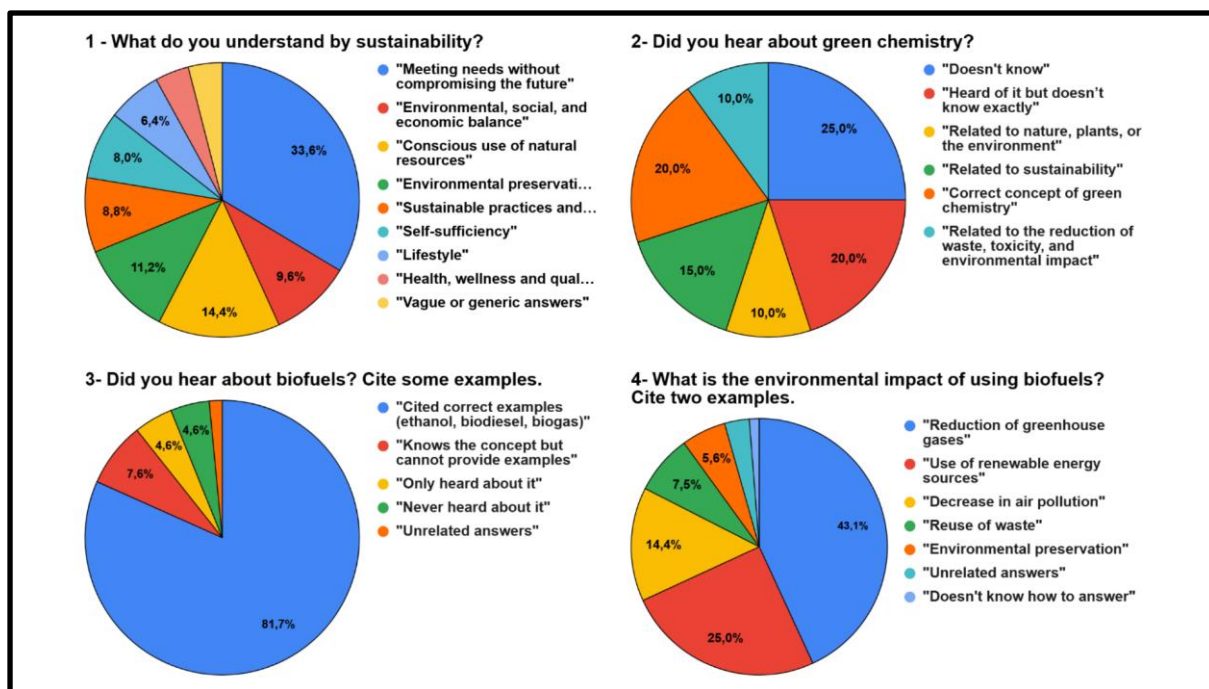 1 - What do you understand by sustainability?
"Meeting needs without
compromising the future"
"Environmental, social, and
economic balance"
"Conscious use of natural
resources"
"Environmental preservati...
"Sustainable practices and...
"Self-sufficiency"
"Lifestyle"
"Health, wellness and qual...
"Vague or generic answers"
33,6%
9,6%
14,4%
11,2%
8,8%
8,0%
6,4%
2- Did you hear about green chemistry?
"Doesn't know"
"Heard of it but doesn't
know exactly"
"Related to nature, plants, or
the environment"
"Related to sustainability"
"Correct concept of green
chemistry"
"Related to the reduction of
waste, toxicity, and
environmental impact"
25,0%
20,0%
10,0%
15,0%
20,0%
10,0%
3- Did you hear about biofuels? Cite some examples.
"Cited correct examples
(ethanol, biodiesel, biogas)"
"Knows the concept but
cannot provide examples"
"Only heard about it"
"Never heard about it"
"Unrelated answers"
81,7%
7,6%
4,6%
4,6%
4- What is the environmental impact of using biofuels?
Cite two examples.
"Reduction of greenhouse
gases"
"Use of renewable energy
sources"
"Decrease in air pollution"
"Reuse of waste"
"Environmental preservation"
"Unrelated answers"
"Doesn't know how to answer"
43,1%
25,0%
14,4%
7,5%
5,6%